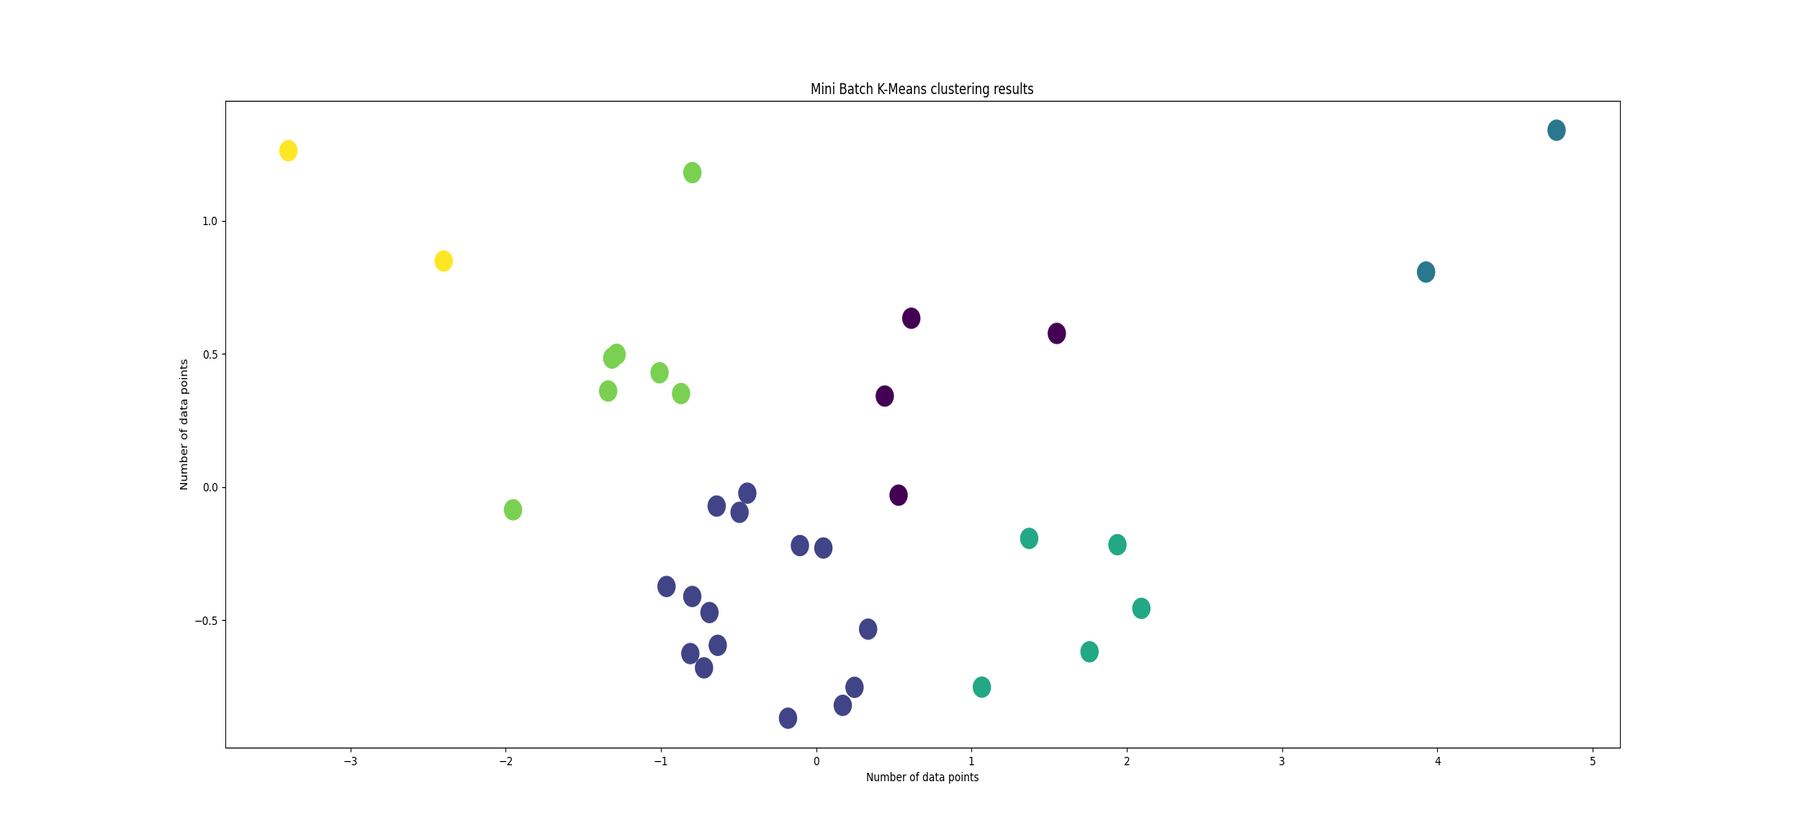 Mini Batch K-Means clustering results
Number of data points
1.0
0.5
0.0
−0.5
−3 −2 −1 0 1 2 3 4 5
Number of data points